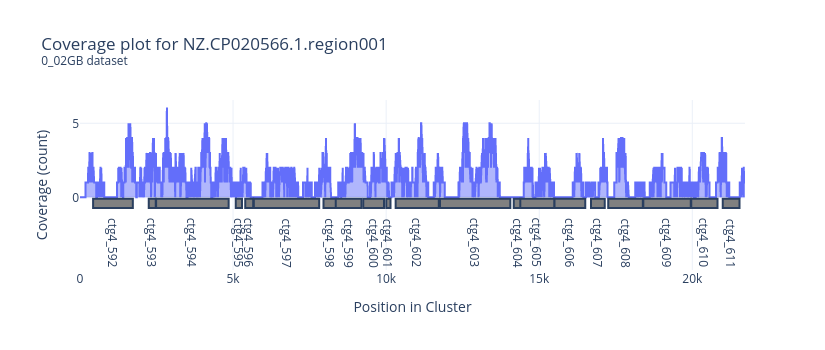 Coverage plot for NZ.CP020566.1.region001
0_02GB dataset
Coverage (count)
5
0
ctg4_592
ctg4_593
ctg4_594
ctg4_595
ctg4_596
ctg4_597
ctg4_598
ctg4_599
ctg4_600
ctg4_601
ctg4_602
ctg4_603
ctg4_604
ctg4_605
ctg4_606
ctg4_607
ctg4_608
ctg4_609
ctg4_610
ctg4_611
0 5k 10k 15k 20k
Position in Cluster